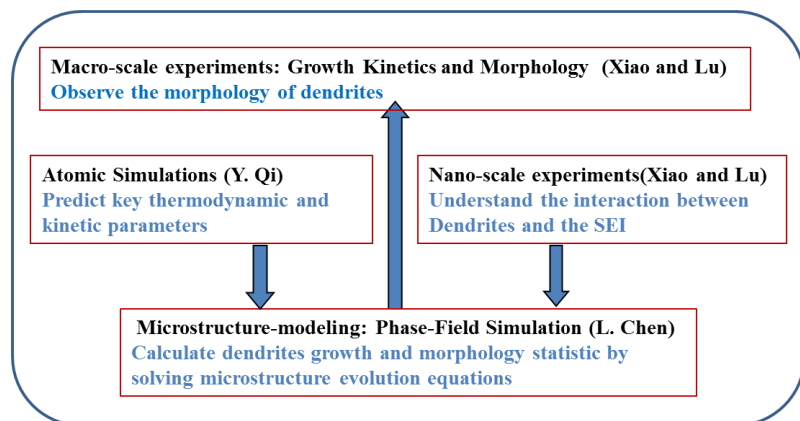 Macro-scale experiments: Growth Kinetics and Morphology (Xiao and Lu)
Observe the morphology of dendrites
Atomic Simulations (Y. Qi)
Predict key thermodynamic and
kinetic parameters
Nano-scale experiments(Xiao and Lu)
Understand the interaction between
Dendrites and the SEI
Microstructure-modeling: Phase-Field Simulation (L. Chen)
Calculate dendrites growth and morphology statistic by
solving microstructure evolution equations